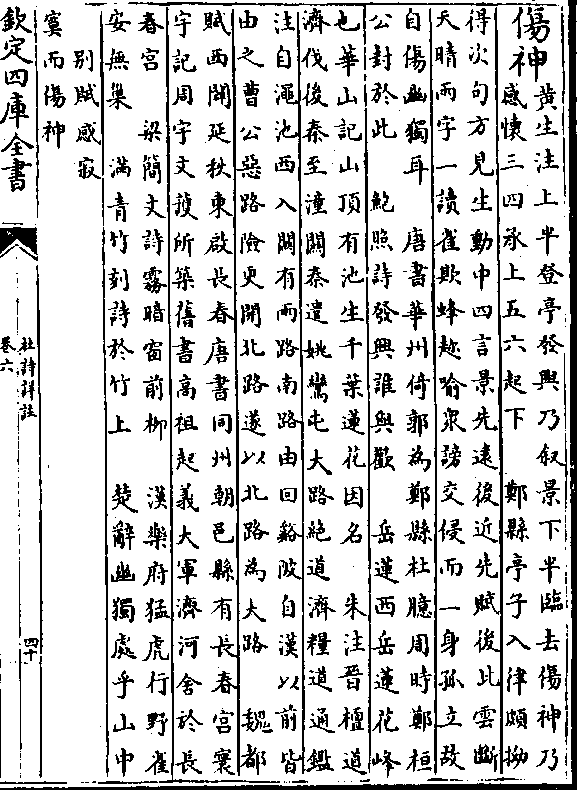 傷神
黄生注上半登亭發興乃叙景下半臨去傷神乃
感懷三四承上五六起下　鄭縣亭子入律頗拗
得次句方見生動中四言景先遠後近先賦後比雲斷
天晴兩字一讀雀欺蜂趂喻衆謗交侵而一身孤立故
自傷幽獨耳　唐書華州倚郭為鄭縣杜臆周時鄭桓
公封於此　鮑照詩發興誰與歡　岳蓮西岳蓮花峰
也華山記山頂有池生千葉蓮花因名　朱注晉檀道
濟伐後秦至潼關秦遣姚鸞屯大路絶道濟糧道通鑑
注自澠池西入關有兩路南路由回谿阪自漢以前皆
由之曹公惡路險更開北路遂以北路為大路　魏都
賦西闢延秋東啟長春唐書同州朝邑縣有長春宫寰
宇記周宇文護所築舊書髙祖起義大軍濟河舍於長
春宫　梁簡文詩霧暗窗前柳　漢樂府猛虎行野雀
安無巢　滿青竹刻詩於竹上　楚辭幽獨處乎山中
别賦感寂
寞而傷神
欽定四庫全書
杜詩詳註
卷六
四十